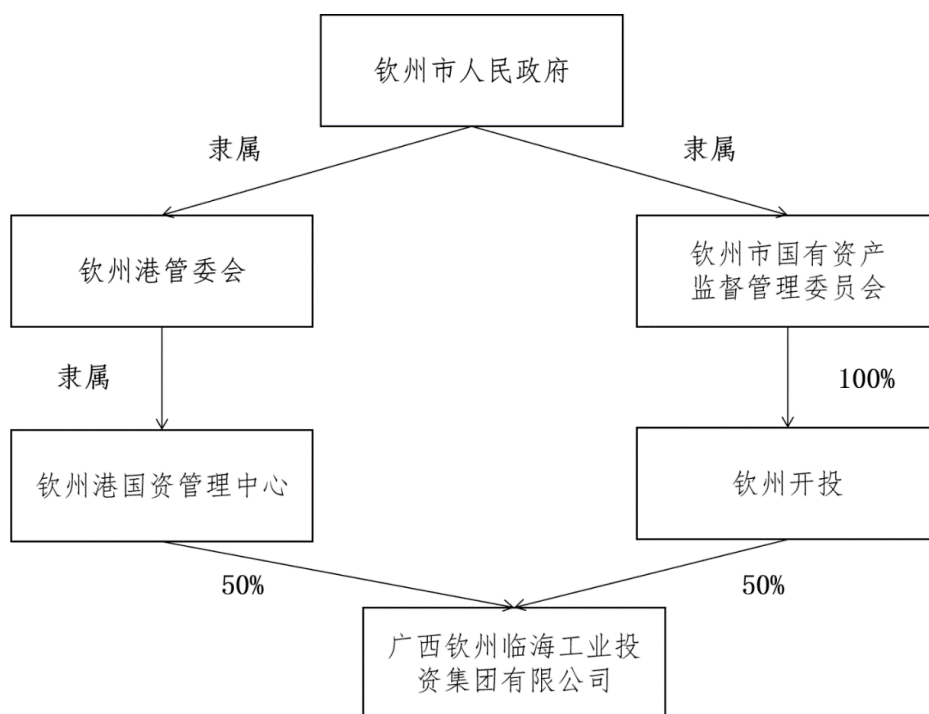 钦州市人民政府
隶属
隶属
钦州港管委会
钦州市国有资产
监督管理委员会
隶属
100%
钦州港国资管理中心
钦州开投
50%
50%
广西钦州临海工业投
资集团有限公司